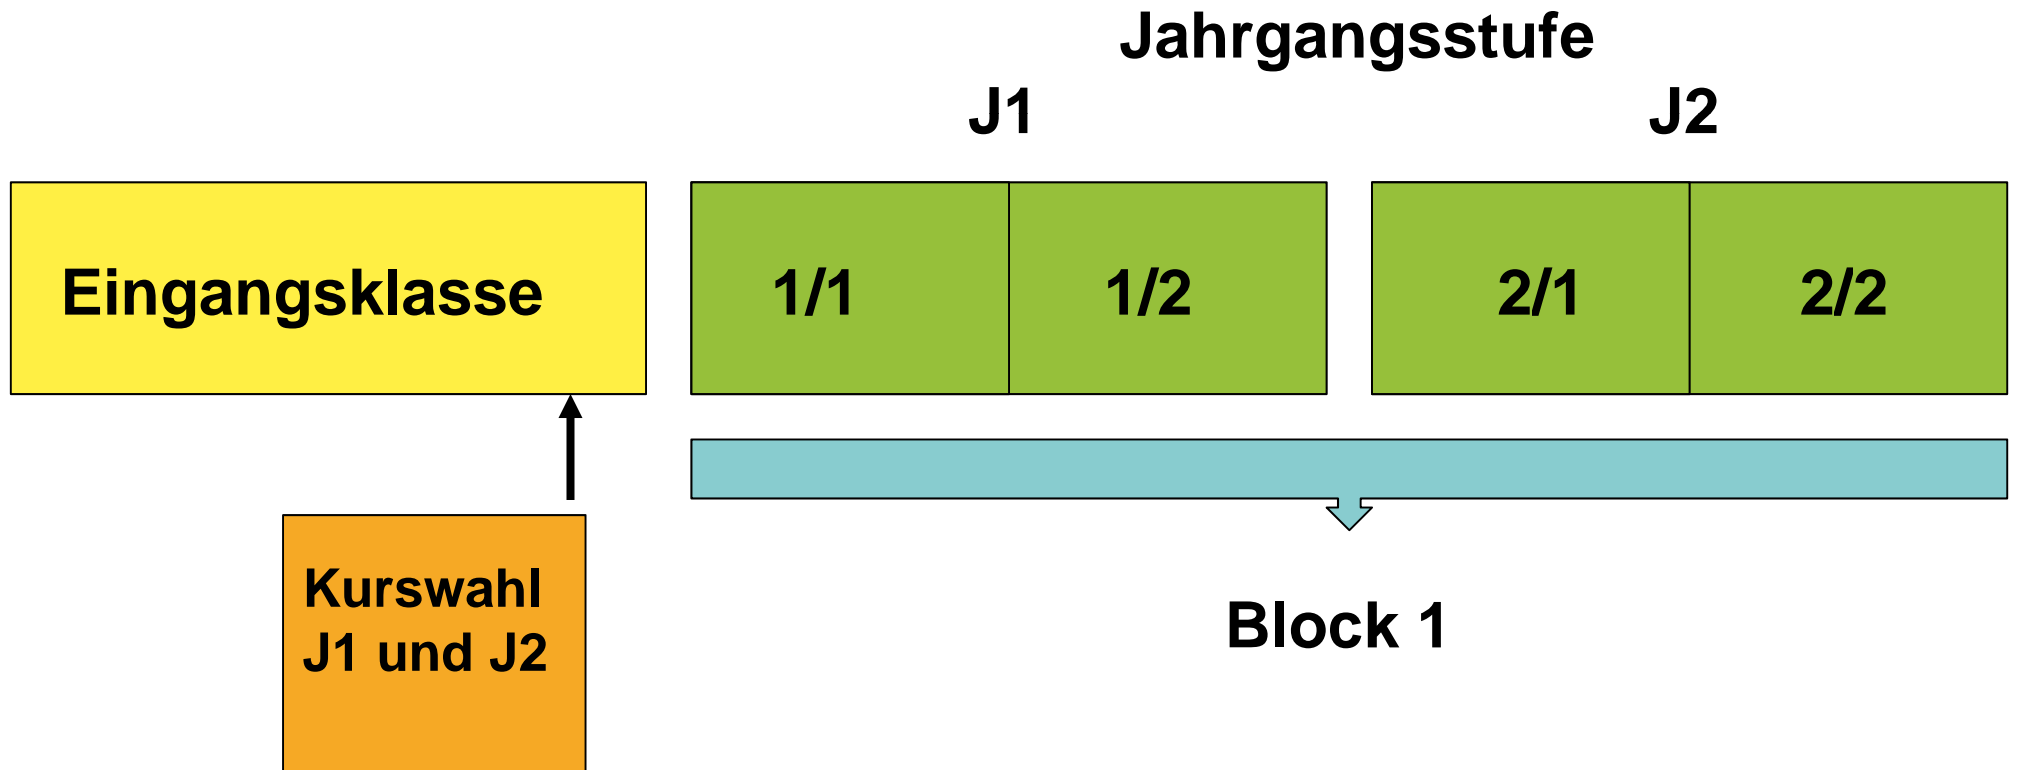 Jahrgangsstufe
J1 J2
Eingangsklasse 1/1 1/2 2/1 2/2
Kurswahl
J1 und J2
Block 1